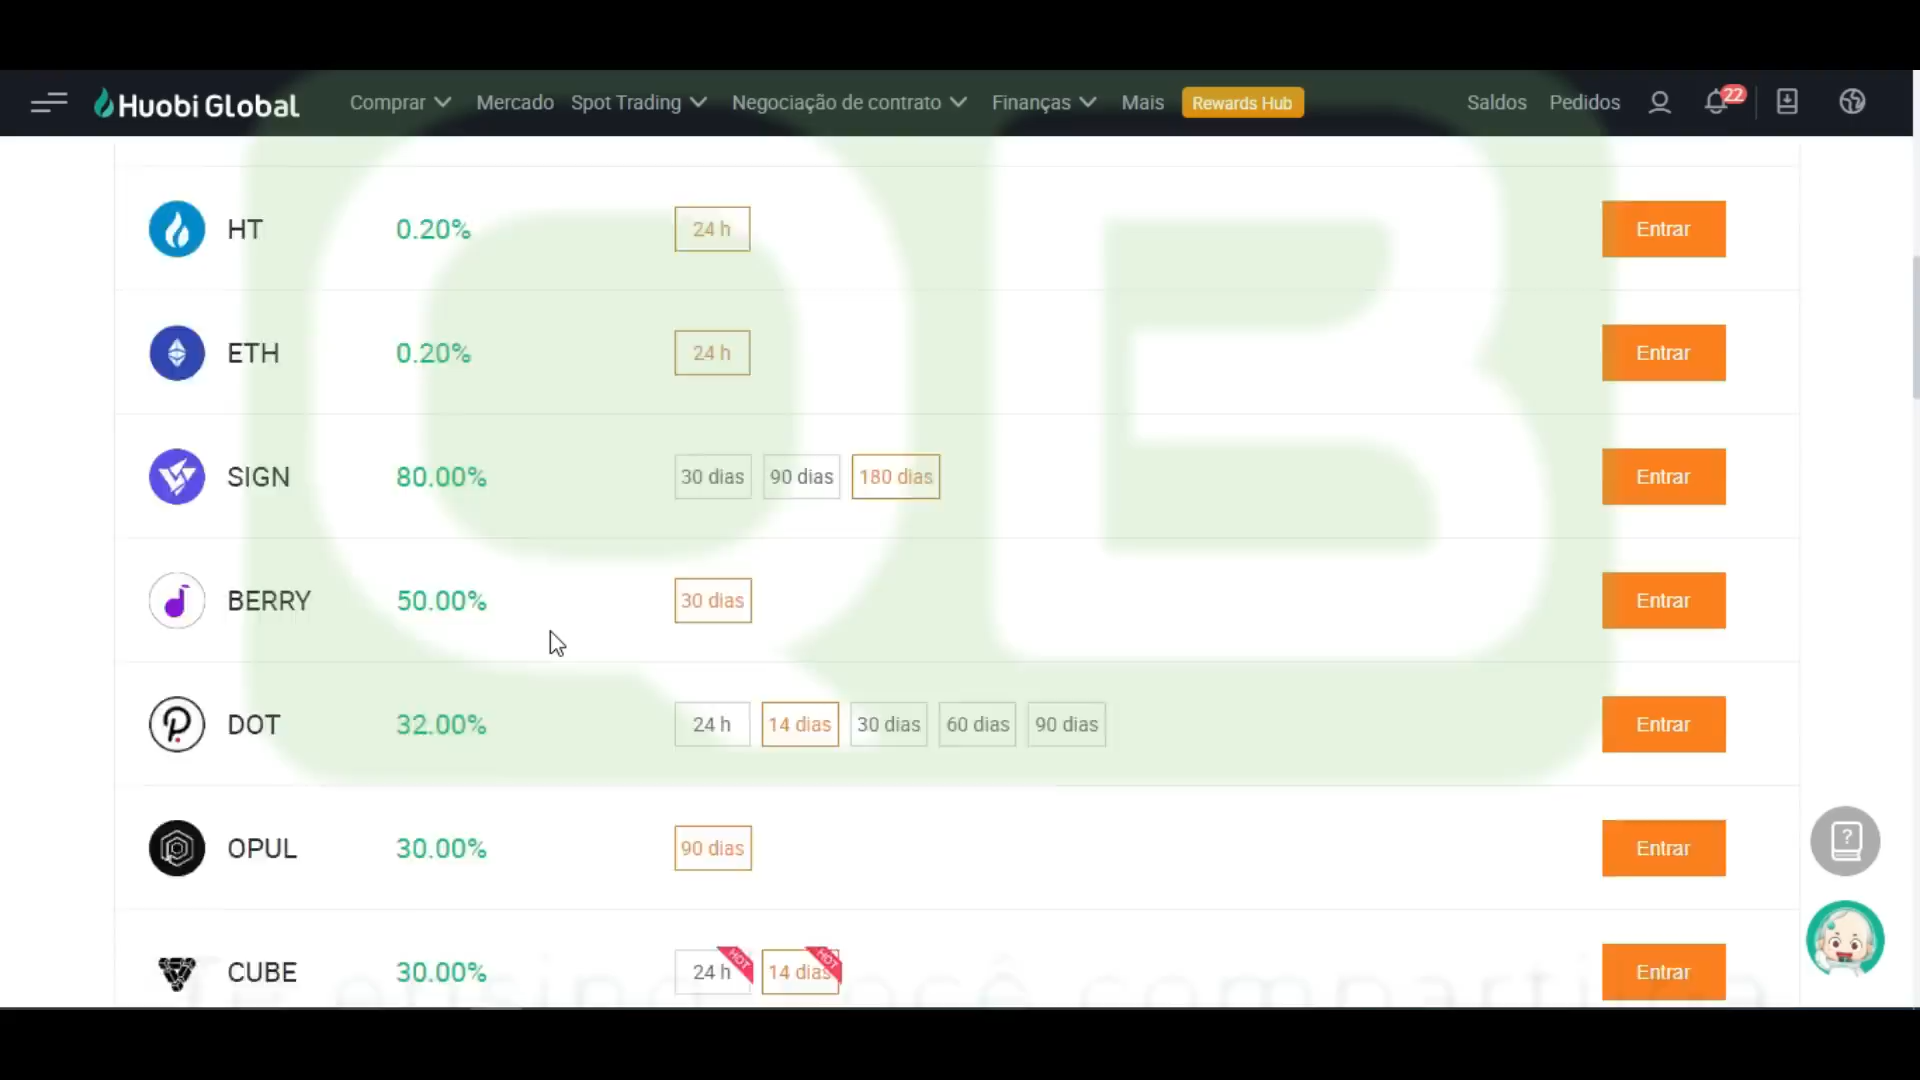 Huobi Global Comprar Mercado Spot Trading Negociação de contrato Finanças Mais Rewards Hub Saldos Pedidos 22
HT 0.20% 24 h Entrar
ETH 0.20% 24 h Entrar
SIGN 80.00% 30 dias 90 dias 180 dias Entrar
BERRY 50.00% 30 dias Entrar
DOT 32.00% 24 h 14 dias 30 dias 60 dias 90 dias Entrar
OPUL 30.00% 90 dias Entrar
CUBE 30.00% 24 h HOT 14 dias HOT Entrar
QB